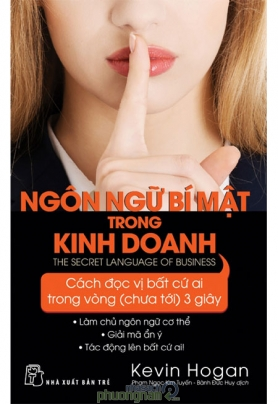 NGÔN NGỮ BÍ MẬT
TRONG
KINH DOANH
THE SECRET LANGUAGE OF BUSINESS
Cách đọc vị bất cứ ai
trong vòng (chưa tới) 3 giây
• Làm chủ ngôn ngữ cơ thể
• Giải mã ẩn ý
• Tác động lên bất cứ ai!
Kevin Hogan
NHÀ XUẤT BẢN TRẺ
Phạm Ngọc Kim Tuyến - Bành Đức Huy dịch
phuongnam